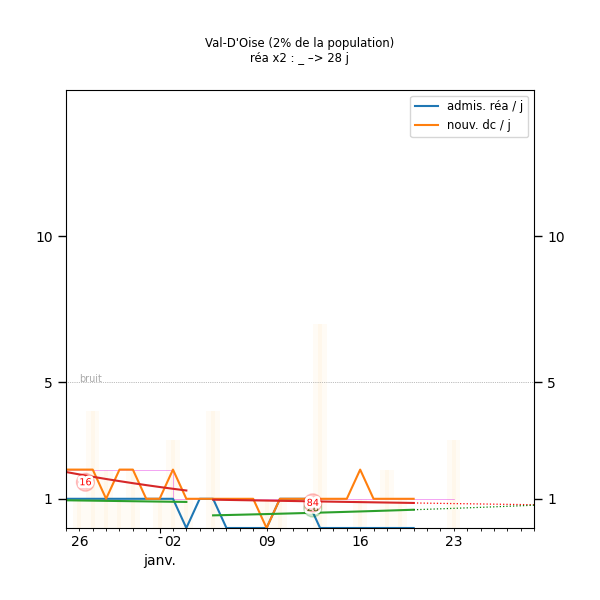 Val-D'Oise (2% de la population)
réa x2 : _ –> 28 j
admis. réa / j
nouv. dc / j
10
10
bruit
5
5
16
84
1
1
26
02
09
16
23
janv.